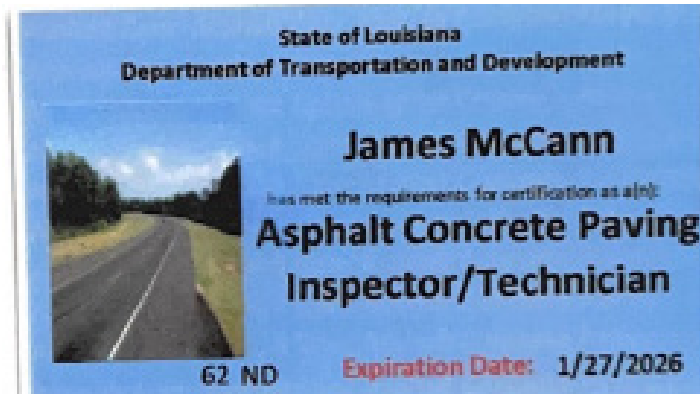 State of Louisiana
Department of Transportation and Development
James McCann
has met the requirements for certification as a(n):
Asphalt Concrete Paving
Inspector/Technician
62 ND
Expiration Date: 1/27/2026